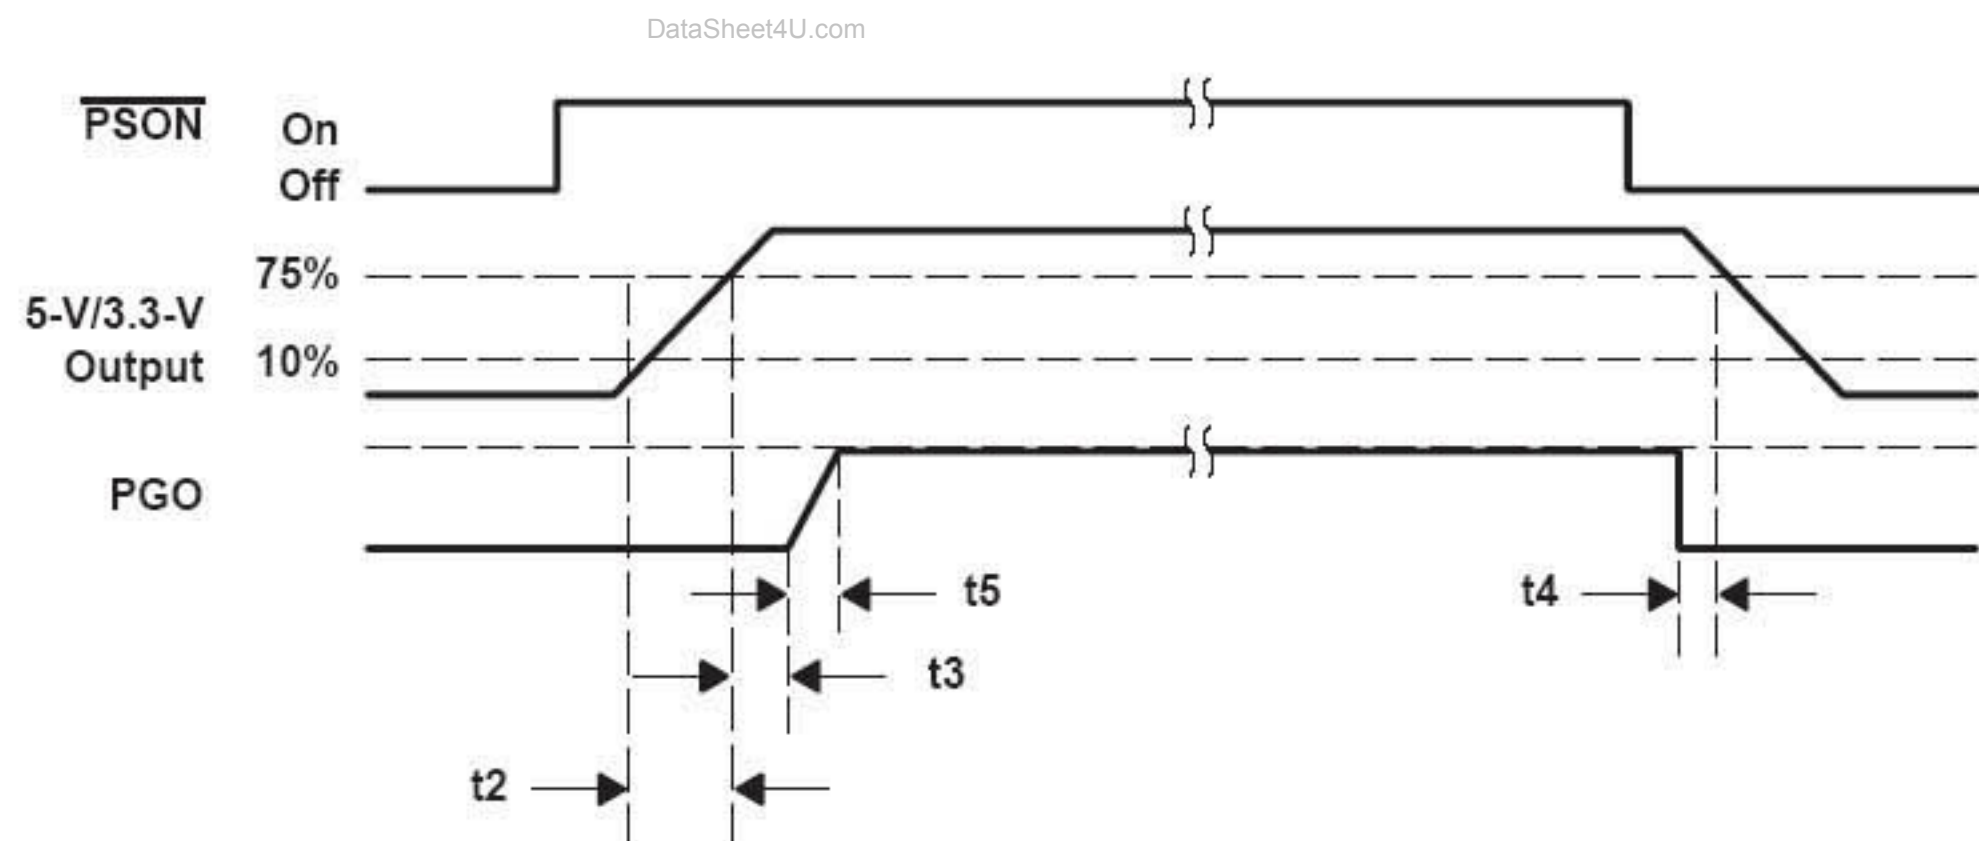 DataSheet4U.com
PSON
On
Off
75%
5-V/3.3-V
Output
10%
PGO
t5
t4
t3
t2